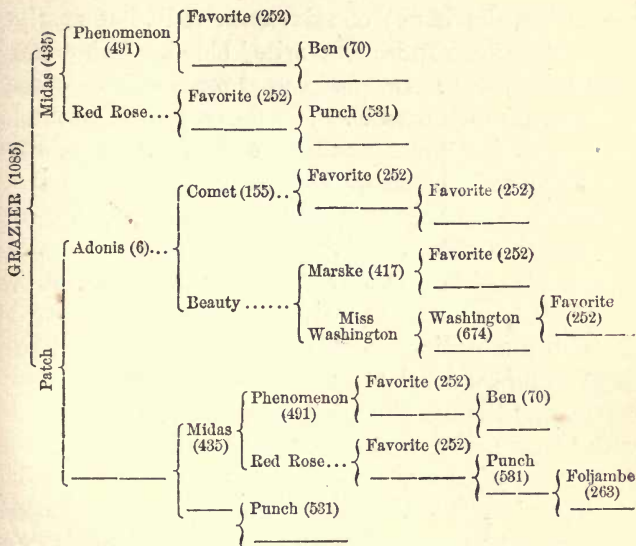 Favorite (252)
Phenomenon
(491)
Ben (70)
Midas (435)
Favorite (252)
Red Rose...
Punch (531)
GRAZIER (1085)
Favorite (252)
Comet (155)..
Favorite (252)
Adonis (6)...
Favorite (252)
Marske (417)
Beauty ......
Favorite
(252)
Miss
Washington
Washington
(674)
Patch
Favorite (252)
Phenomenon
(491)
Ben (70)
Midas
(435)
Favorite (252)
Red Rose...
Punch
(531)
Foljambe
(263)
Punch (531)